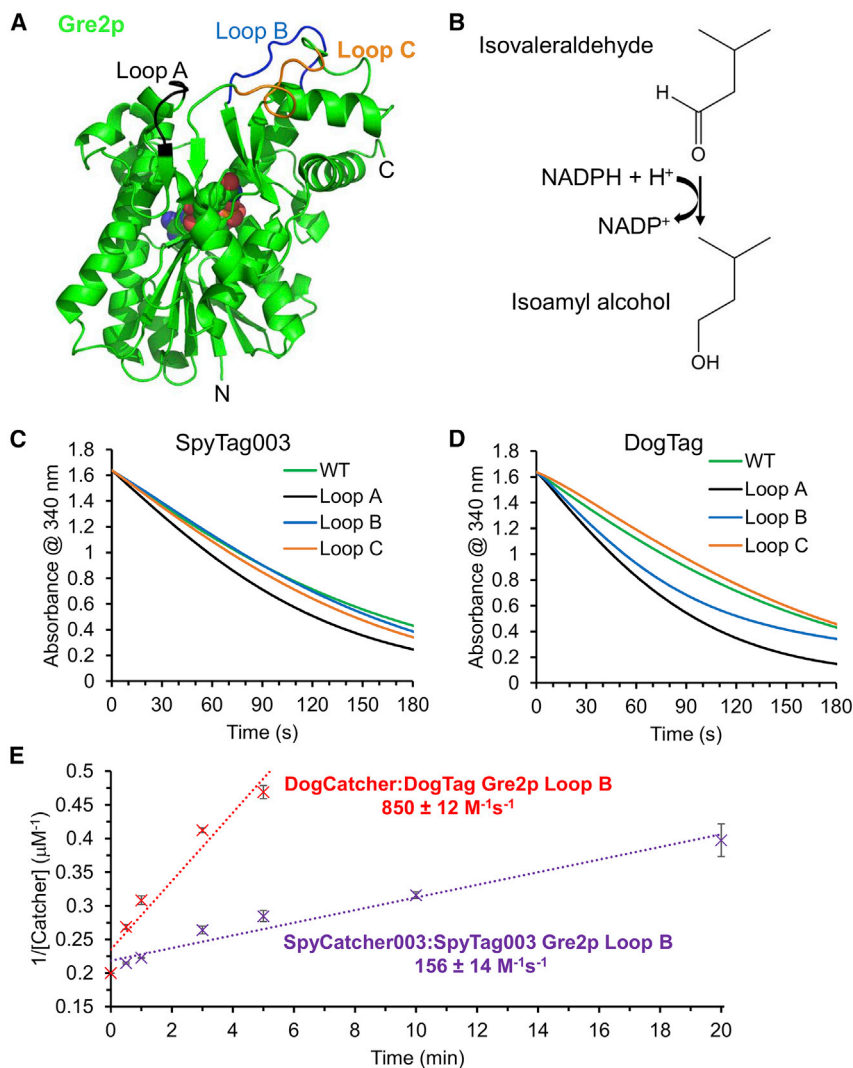 A
Gre2p
Loop B
Loop C
Loop A
C
N
B
Isovaleraldehyde
H
O
NADPH + H⁺
NADP⁺
Isoamyl alcohol
OH
C
SpyTag003
1.8
1.6
1.4
1.2
1
0.8
0.6
0.4
0.2
0
Absorbance @ 340 nm
WT
Loop A
Loop B
Loop C
0 30 60 90 120 150 180
Time (s)
D
DogTag
1.8
1.6
1.4
1.2
1
0.8
0.6
0.4
0.2
0
Absorbance @ 340 nm
WT
Loop A
Loop B
Loop C
0 30 60 90 120 150 180
Time (s)
E
0.5
0.45
0.4
0.35
0.3
0.25
0.2
0.15
1/[Catcher] (μM⁻¹)
DogCatcher:DogTag Gre2p Loop B
850 ± 12 M⁻¹s⁻¹
SpyCatcher003:SpyTag003 Gre2p Loop B
156 ± 14 M⁻¹s⁻¹
0 2 4 6 8 10 12 14 16 18 20
Time (min)